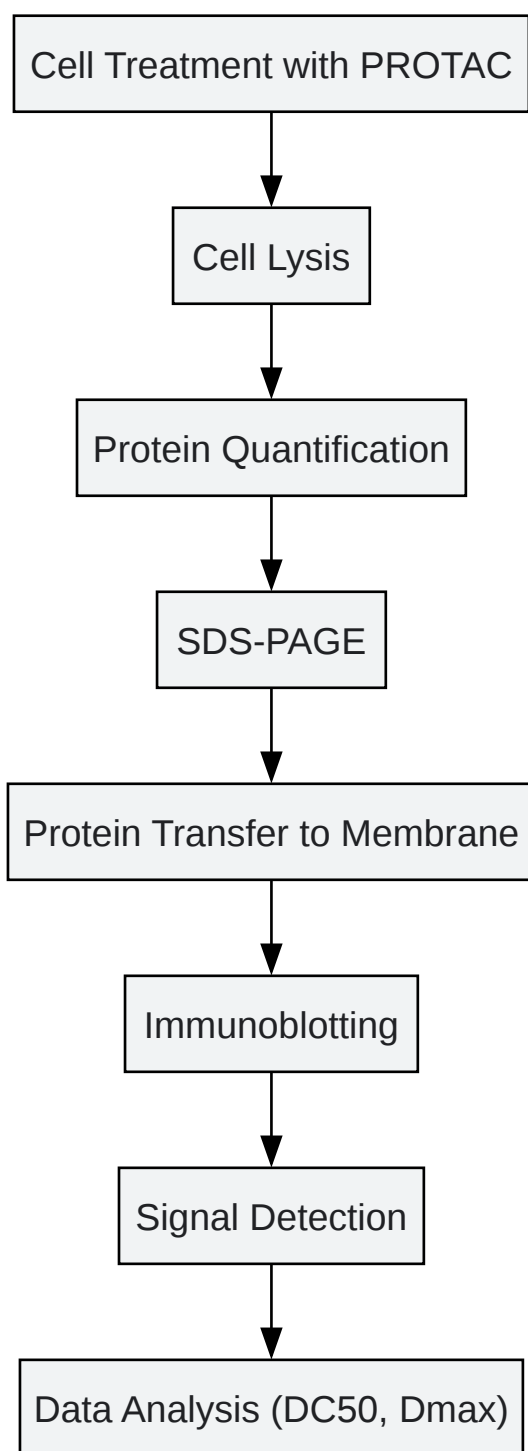 Cell Treatment with PROTAC
Cell Lysis
Protein Quantification
SDS-PAGE
Protein Transfer to Membrane
Immunoblotting
Signal Detection
Data Analysis (DC50, Dmax)